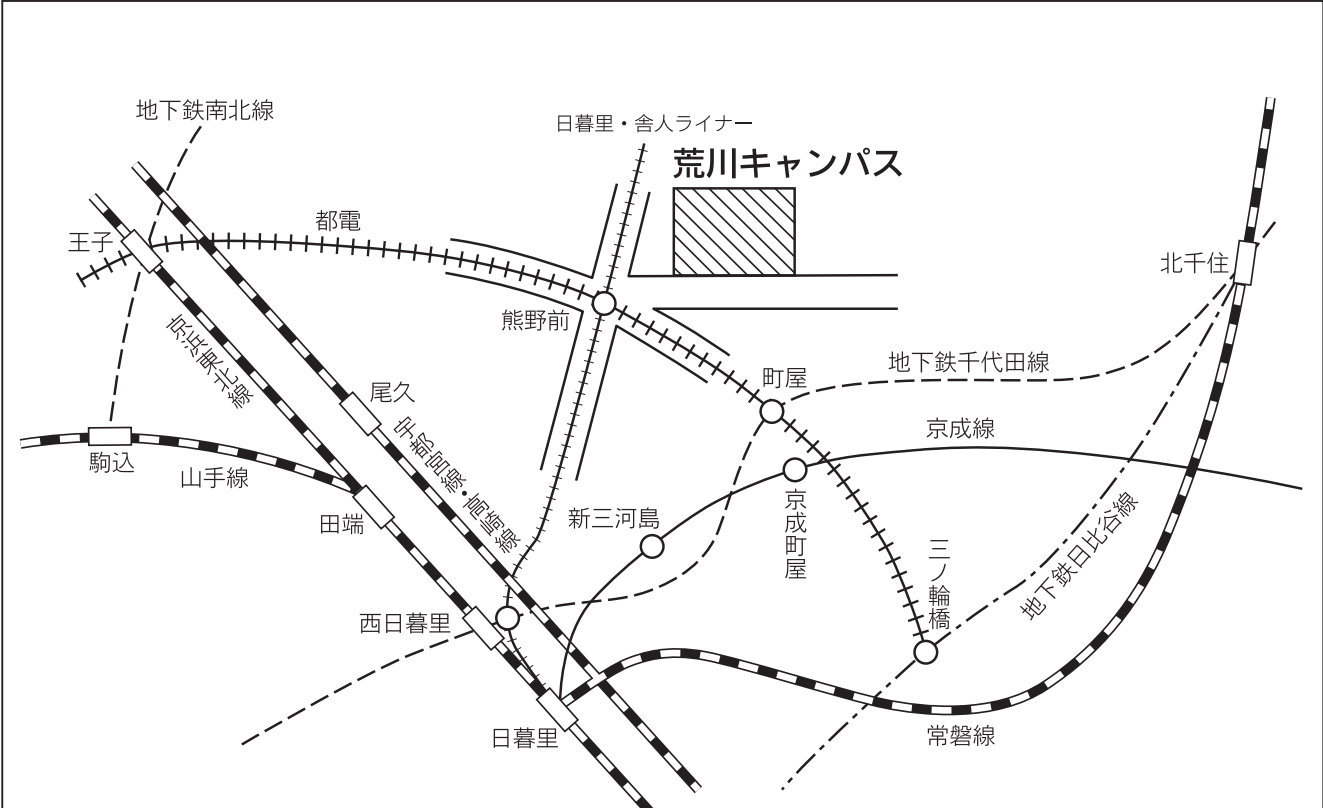 地下鉄南北線
日暮里・舎人ライナー
荒川キャンパス
都電
王子
北千住
熊野前
京浜東北線
地下鉄千代田線
町屋
尾久
京成線
宇都宮線・高崎線
駒込
山手線
京成町屋
地下鉄日比谷線
新三河島
田端
三ノ輪橋
西日暮里
日暮里
常磐線